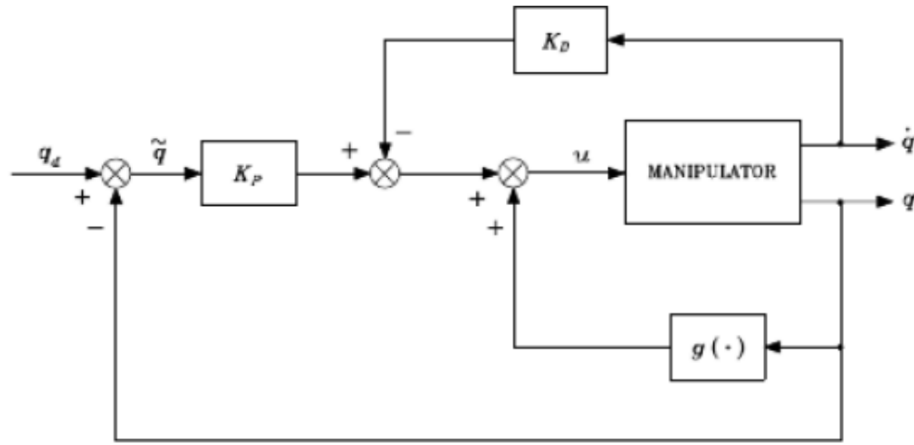 K_D
−
q_d
+
−
q̃
K_P
+
+
+
u
MANIPULATOR
q̇
q
g(·)